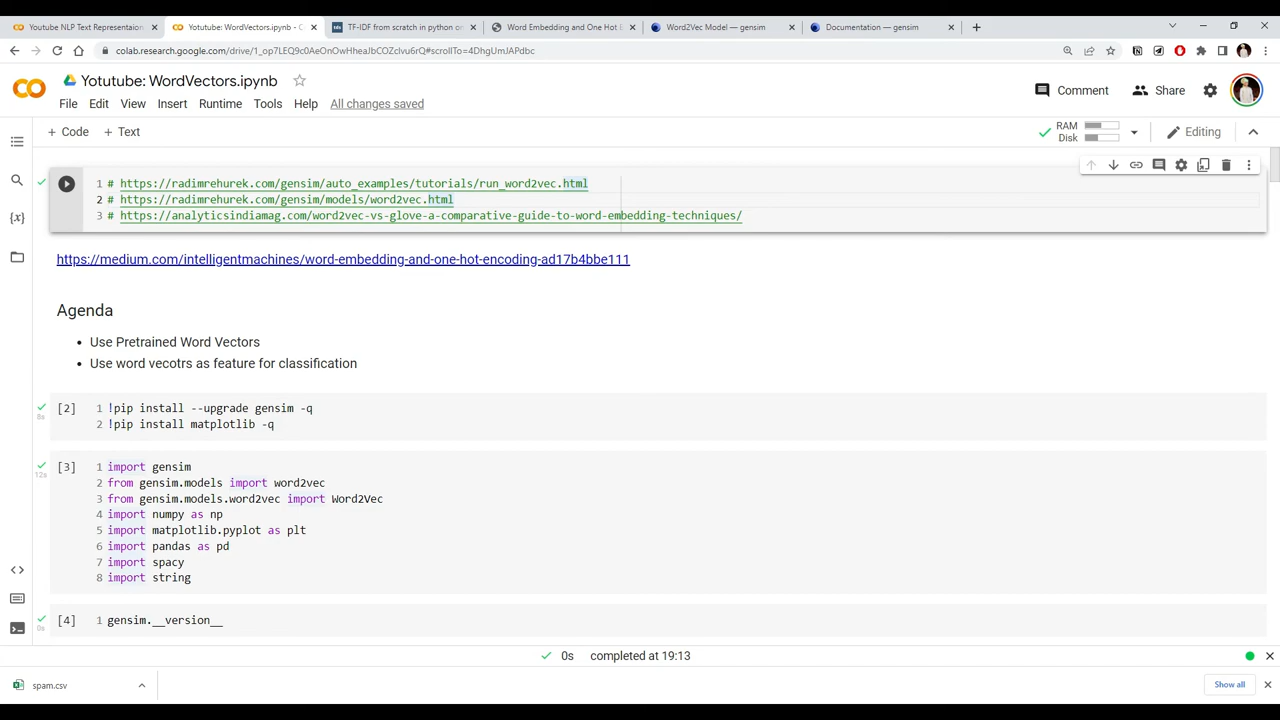 Youtube NLP Text Representaion
Yotutube: WordVectors.ipynb - C
TF-IDF from scratch in python on
Word Embedding and One Hot E
Word2Vec Model — gensim
Documentation — gensim
colab.research.google.com/drive/1_op7LEQ9c0AeOnOwHheaJbCOZcIvu6rQ#scrollTo=4DhgUmJAPdbc
Yotutube: WordVectors.ipynb
File Edit View Insert Runtime Tools Help All changes saved
Comment Share
+ Code + Text
RAM
Disk
Editing
1 # https://radimrehurek.com/gensim/auto_examples/tutorials/run_word2vec.html
2 # https://radimrehurek.com/gensim/models/word2vec.html
3 # https://analyticsindiamag.com/word2vec-vs-glove-a-comparative-guide-to-word-embedding-techniques/
https://medium.com/intelligentmachines/word-embedding-and-one-hot-encoding-ad17b4bbe111
Agenda
• Use Pretrained Word Vectors
• Use word vecotrs as feature for classification
[2] 1 !pip install --upgrade gensim -q
8s 2 !pip install matplotlib -q
[3] 1 import gensim
12s 2 from gensim.models import word2vec
3 from gensim.models.word2vec import Word2Vec
4 import numpy as np
5 import matplotlib.pyplot as plt
6 import pandas as pd
7 import spacy
8 import string
[4] 1 gensim.__version__
0s
0s completed at 19:13
spam.csv
Show all